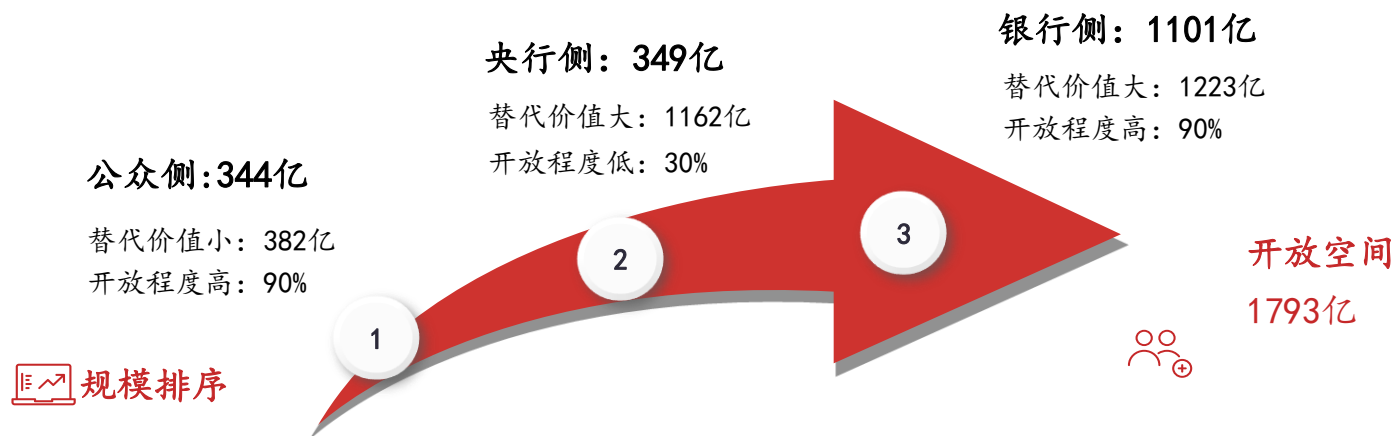 银行�：1101亿
替代价值大：1223亿
开放程度高：90%
央行侧：349亿
替代价值大：1162亿
开放程度低：30%
公众侧:344亿
替代价值小：382亿
开放程度高：90%
1
2
3
开放空间
1793亿
规模排序